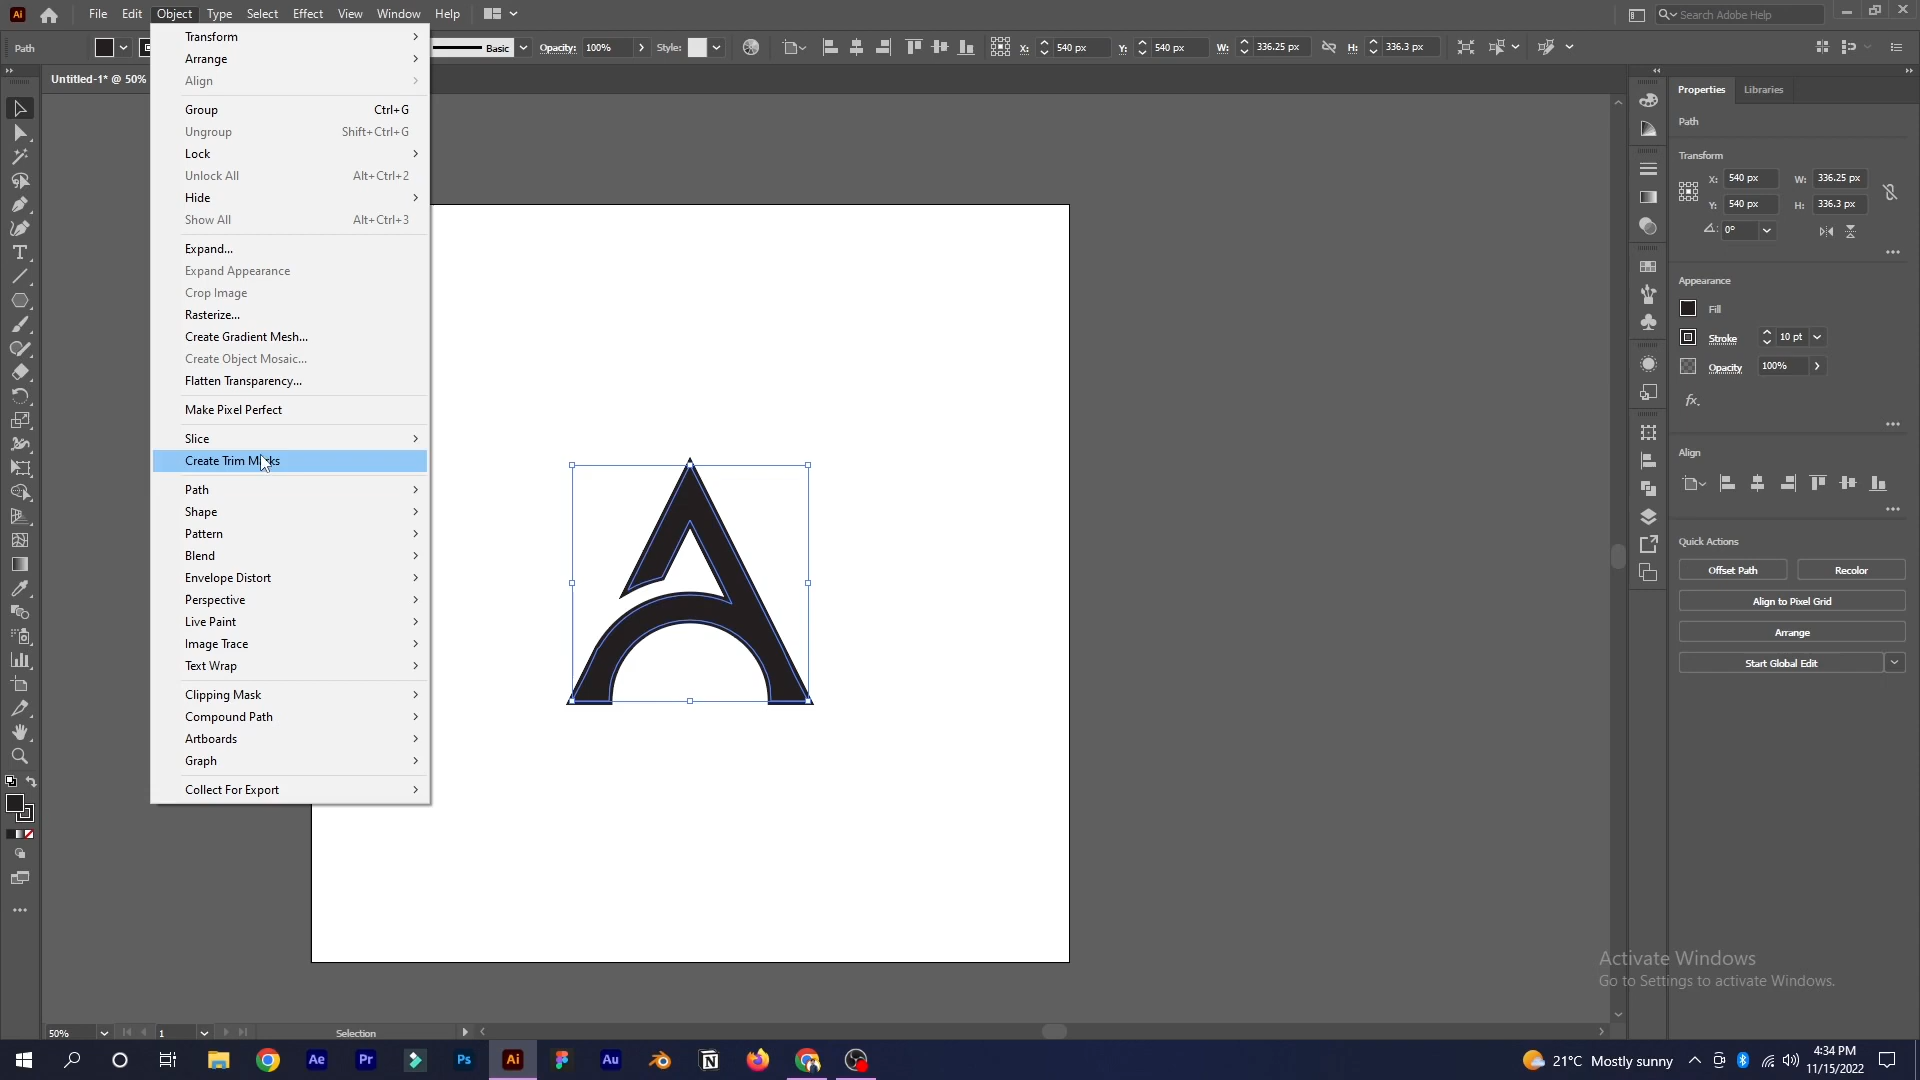 Ai File Edit Object Type Select Effect View Window Help Search Adobe Help
Path Basic Opacity: 100% Style: X: 540 px Y: 540 px W: 336.25 px H: 336.3 px
Untitled-1* @ 50%
Transform
Arrange
Align
Group Ctrl+G
Ungroup Shift+Ctrl+G
Lock
Unlock All Alt+Ctrl+2
Hide
Show All Alt+Ctrl+3
Expand...
Expand Appearance
Crop Image
Rasterize...
Create Gradient Mesh...
Create Object Mosaic...
Flatten Transparency...
Make Pixel Perfect
Slice
Create Trim Marks
Path
Shape
Pattern
Blend
Envelope Distort
Perspective
Live Paint
Image Trace
Text Wrap
Clipping Mask
Compound Path
Artboards
Graph
Collect For Export
A
Properties Libraries
Path
Transform
X: 540 px W: 336.25 px
Y: 540 px H: 336.3 px
0°
Appearance
Fill
Stroke 10 pt
Opacity 100%
fx.
Align
Quick Actions
Offset Path Recolor
Align to Pixel Grid
Arrange
Start Global Edit
Activate Windows
Go to Settings to activate Windows.
50% 1 Selection
Ae Pr Ps Ai Au 21°C Mostly sunny 4:34 PM
11/15/2022